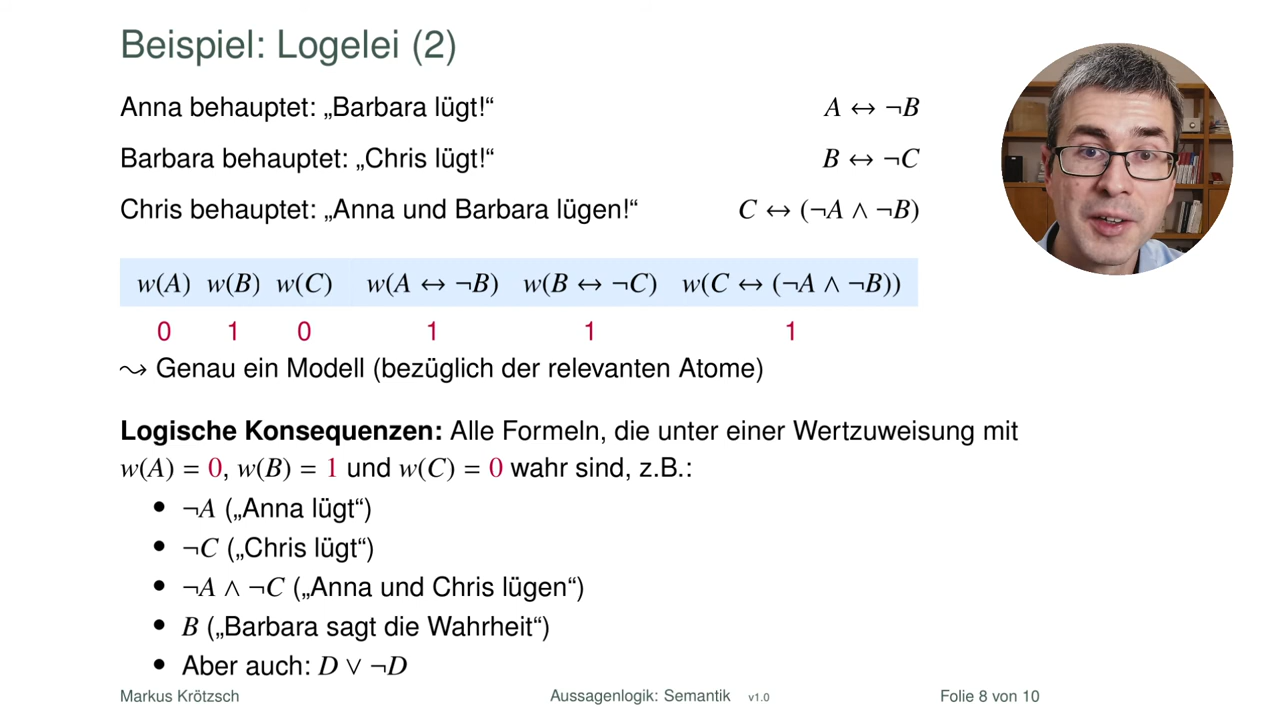 Beispiel: Logelei (2)
Anna behauptet: „Barbara lügt!“ A ↔ ¬B
Barbara behauptet: „Chris lügt!“ B ↔ ¬C
Chris behauptet: „Anna und Barbara lügen!“ C ↔ (¬A ∧ ¬B)
w(A) w(B) w(C) w(A ↔ ¬B) w(B ↔ ¬C) w(C ↔ (¬A ∧ ¬B))
0 1 0 1 1 1
⤳ Genau ein Modell (bezüglich der relevanten Atome)
Logische Konsequenzen: Alle Formeln, die unter einer Wertzuweisung mit
w(A) = 0, w(B) = 1 und w(C) = 0 wahr sind, z.B.:
• ¬A („Anna lügt“)
• ¬C („Chris lügt“)
• ¬A ∧ ¬C („Anna und Chris lügen“)
• B („Barbara sagt die Wahrheit“)
• Aber auch: D ∨ ¬D
Markus Krötzsch Aussagenlogik: Semantik v1.0 Folie 8 von 10